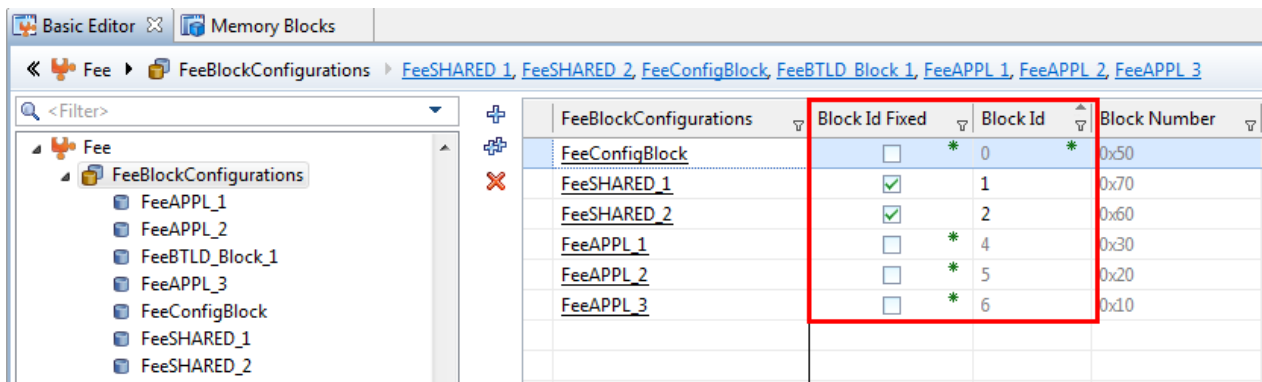 Basic Editor Memory Blocks
« Fee FeeBlockConfigurations FeeSHARED_1, FeeSHARED_2, FeeConfigBlock, FeeBTLD_Block_1, FeeAPPL_1, FeeAPPL_2, FeeAPPL_3
<Filter>
Fee
FeeBlockConfigurations
FeeAPPL_1
FeeAPPL_2
FeeBTLD_Block_1
FeeAPPL_3
FeeConfigBlock
FeeSHARED_1
FeeSHARED_2
FeeBlockConfigurations Block Id Fixed Block Id Block Number
FeeConfigBlock * 0 * 0x50
FeeSHARED_1 1 0x70
FeeSHARED_2 2 0x60
FeeAPPL_1 * 4 0x30
FeeAPPL_2 * 5 0x20
FeeAPPL_3 * 6 0x10